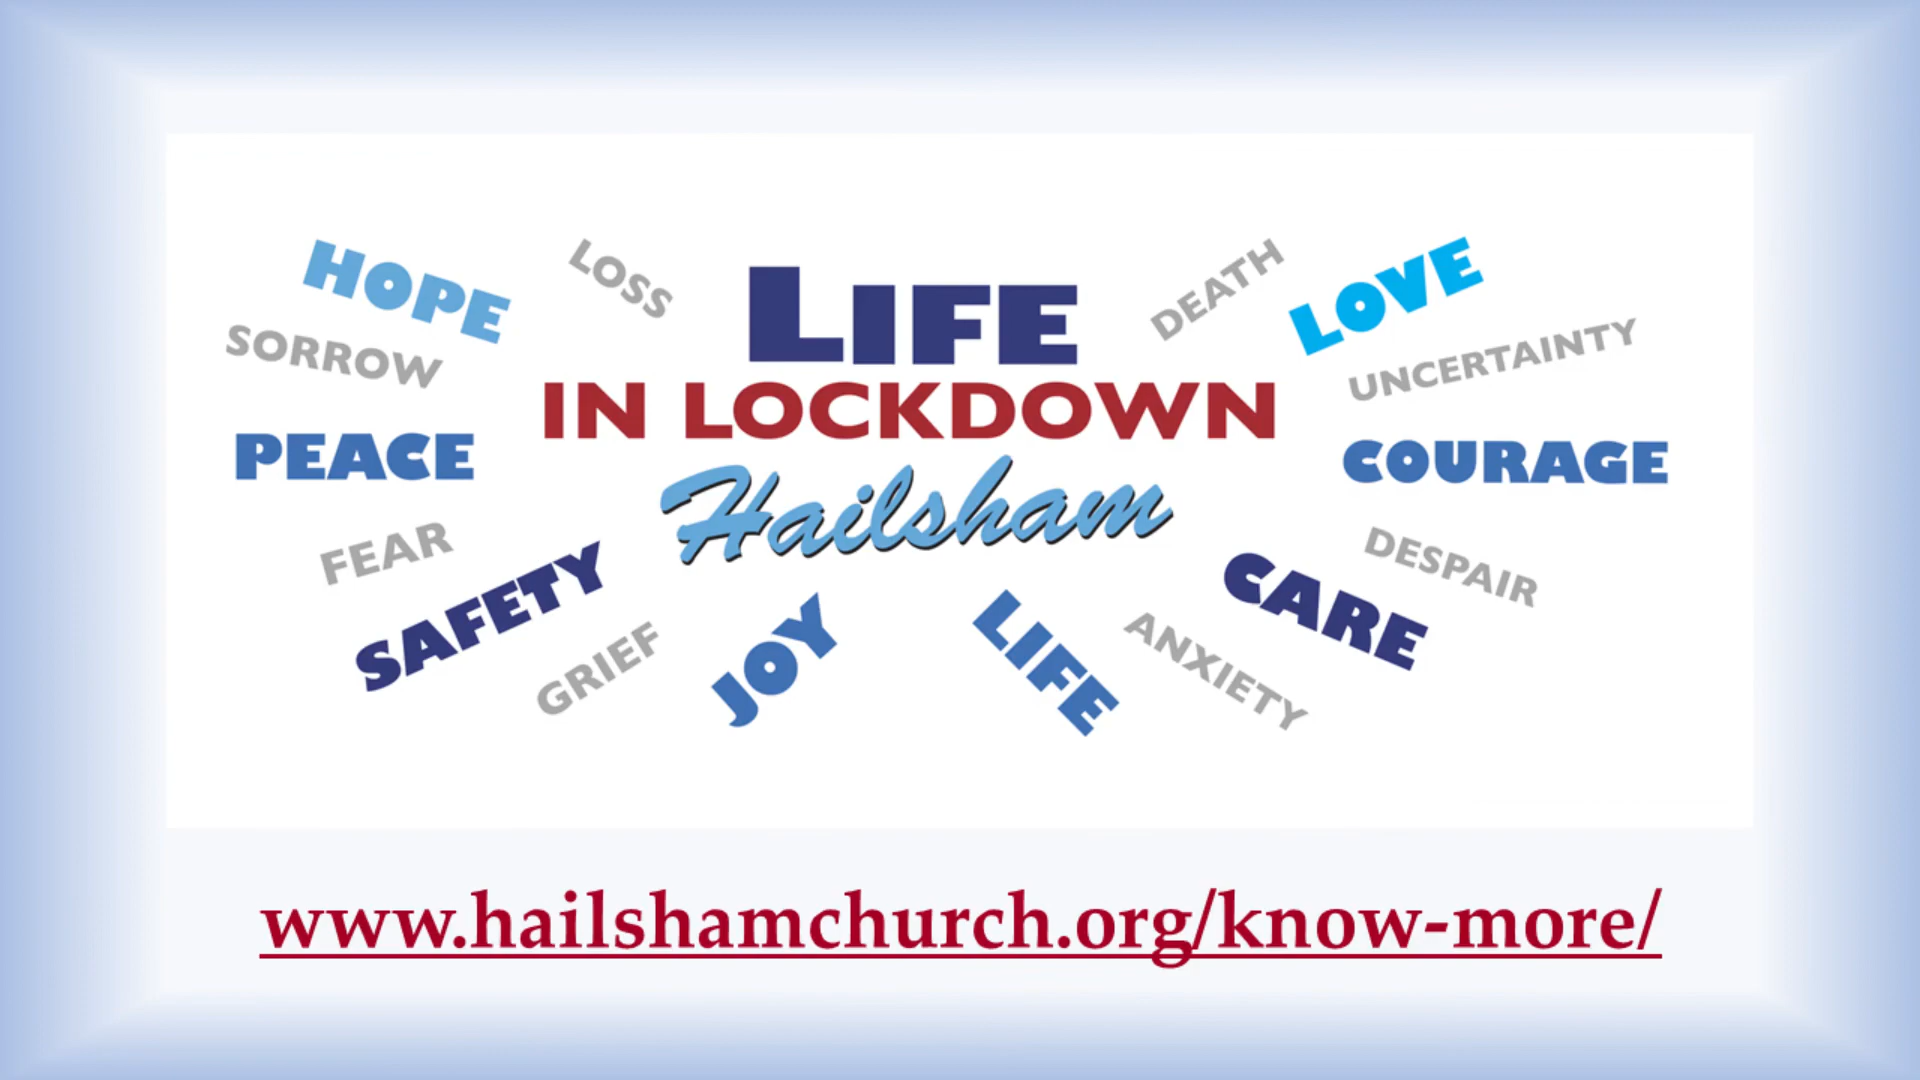 HOPE
LOSS
LIFE
DEATH
LOVE
SORROW
UNCERTAINTY
IN LOCKDOWN
PEACE
COURAGE
Hailsham
FEAR
DESPAIR
SAFETY
CARE
GRIEF
JOY
LIFE
ANXIETY
www.hailshamchurch.org/know-more/